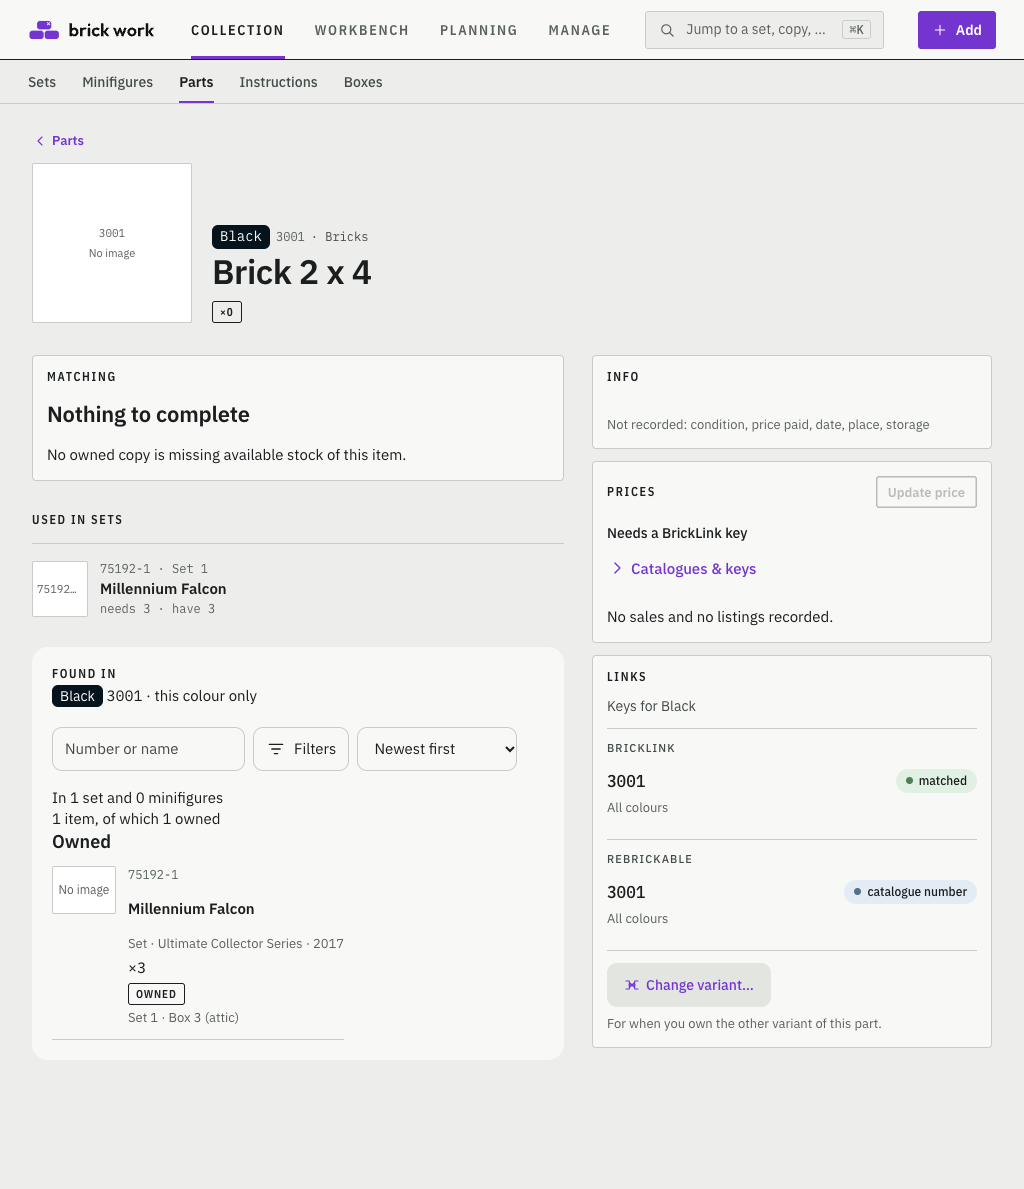 brick work
COLLECTION
WORKBENCH
PLANNING
MANAGE
Jump to a set, copy, ...
⌘K
+ Add
Sets
Minifigures
Parts
Instructions
Boxes
Parts
3001
No image
Black 3001 · Bricks
Brick 2 x 4
×0
MATCHING
Nothing to complete
No owned copy is missing available stock of this item.
USED IN SETS
75192…
75192-1 · Set 1
Millennium Falcon
needs 3 · have 3
FOUND IN
Black 3001 · this colour only
Number or name
Filters
Newest first
In 1 set and 0 minifigures
1 item, of which 1 owned
Owned
No image
75192-1
Millennium Falcon
Set · Ultimate Collector Series · 2017
×3
OWNED
Set 1 · Box 3 (attic)
INFO
Not recorded: condition, price paid, date, place, storage
PRICES
Update price
Needs a BrickLink key
Catalogues & keys
No sales and no listings recorded.
LINKS
Keys for Black
BRICKLINK
3001
matched
All colours
REBRICKABLE
3001
catalogue number
All colours
Change variant…
For when you own the other variant of this part.